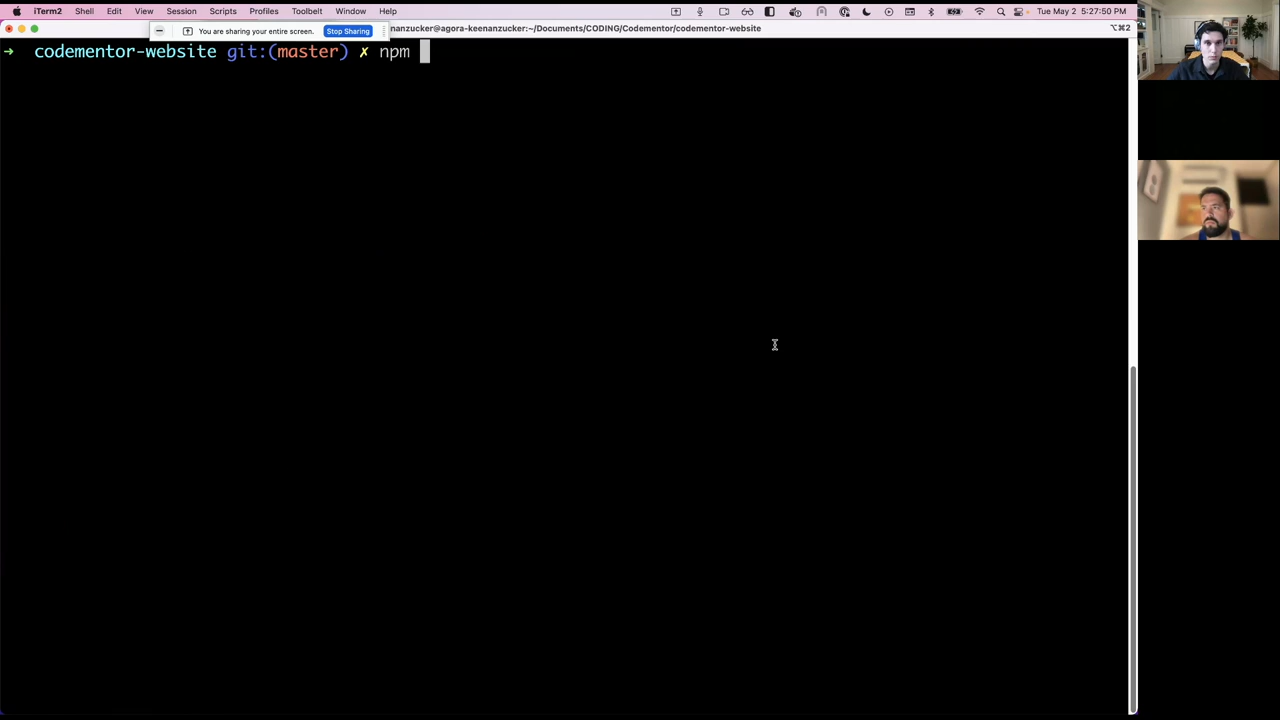 iTerm2 Shell Edit View Session Scripts Profiles Toolbelt Window Help Tue May 2 5:27:50 PM
You are sharing your entire screen. Stop Sharing
nanzucker@agora-keenanzucker:~/Documents/CODING/Codementor/codementor-website ⌥⌘2
➜ codementor-website git:(master) ✗ npm